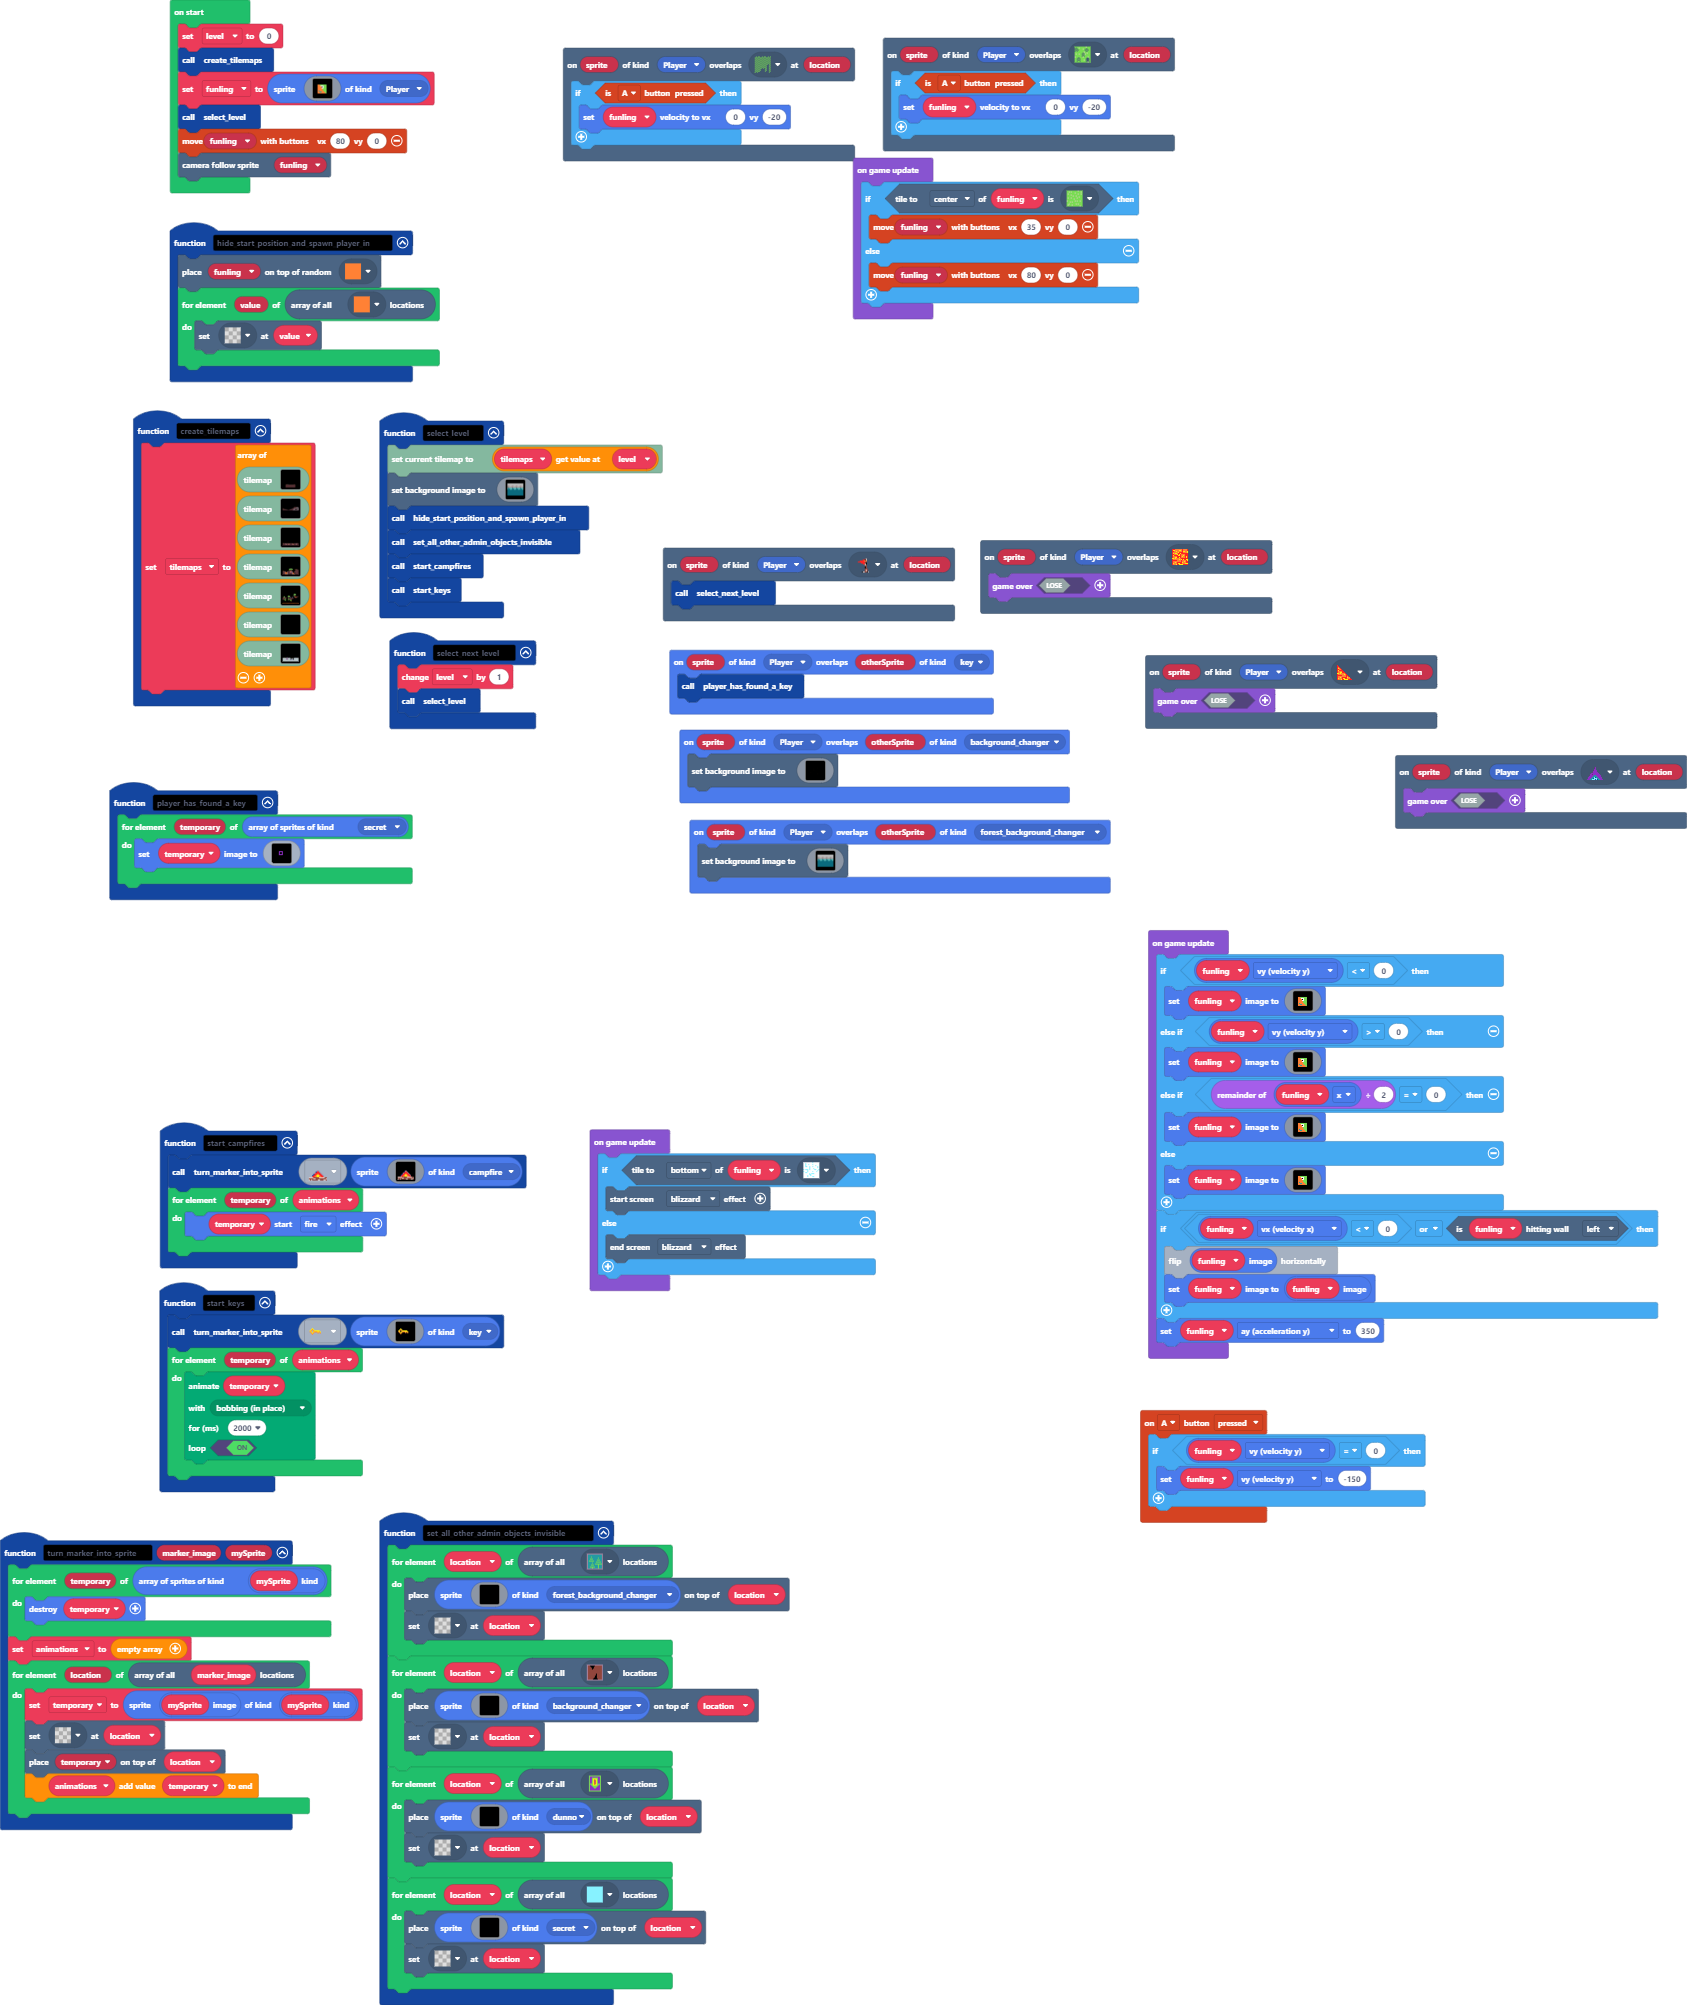 on start
set level to 0
call create_tilemaps
set funling to sprite of kind Player
call select_level
move funling with buttons vx 80 vy 0
camera follow sprite funling
on sprite of kind Player overlaps at location
if is A button pressed then
set funling velocity to vx 0 vy -20
on sprite of kind Player overlaps at location
if is A button pressed then
set funling velocity to vx 0 vy -20
on game update
if tile to center of funling is then
move funling with buttons vx 35 vy 0
else
move funling with buttons vx 80 vy 0
function hide start position and spawn player in
place funling on top of random
for element value of array of all locations
do
set at value
function create tilemaps
set tilemaps to
array of
tilemap
tilemap
tilemap
tilemap
tilemap
tilemap
tilemap
function select level
set current tilemap to tilemaps get value at level
set background image to
call hide_start_position_and_spawn_player_in
call set_all_other_admin_objects_invisible
call start_campfires
call start_keys
function select next level
change level by 1
call select_level
on sprite of kind Player overlaps at location
call select_next_level
on sprite of kind Player overlaps at location
game over LOSE
on sprite of kind Player overlaps otherSprite of kind key
call player_has_found_a_key
on sprite of kind Player overlaps at location
game over LOSE
on sprite of kind Player overlaps otherSprite of kind background_changer
set background image to
on sprite of kind Player overlaps at location
game over LOSE
on sprite of kind Player overlaps otherSprite of kind forest_background_changer
set background image to
function player has found a key
for element temporary of array of sprites of kind secret
do
set temporary image to
on game update
if funling vy (velocity y) < 0 then
set funling image to
else if funling vy (velocity y) > 0 then
set funling image to
else if remainder of funling x ÷ 2 = 0 then
set funling image to
else
set funling image to
if funling vx (velocity x) < 0 or is funling hitting wall left then
flip funling image horizontally
set funling image to funling image
set funling ay (acceleration y) to 350
function start campfires
call turn_marker_into_sprite sprite of kind campfire
for element temporary of animations
do
temporary start fire effect
on game update
if tile to bottom of funling is then
start screen blizzard effect
else
end screen blizzard effect
function start keys
call turn_marker_into_sprite sprite of kind key
for element temporary of animations
do
animate temporary
with bobbing (in place)
for (ms) 2000
loop ON
on A button pressed
if funling vy (velocity y) = 0 then
set funling vy (velocity y) to -150
function turn marker into sprite marker_image mySprite
for element temporary of array of sprites of kind mySprite kind
do
destroy temporary
set animations to empty array
for element location of array of all marker_image locations
do
set temporary to sprite mySprite image of kind mySprite kind
set at location
place temporary on top of location
animations add value temporary to end
function set all other admin objects invisible
for element location of array of all locations
do
place sprite of kind forest_background_changer on top of location
set at location
for element location of array of all locations
do
place sprite of kind background_changer on top of location
set at location
for element location of array of all locations
do
place sprite of kind dunno on top of location
set at location
for element location of array of all locations
do
place sprite of kind secret on top of location
set at location